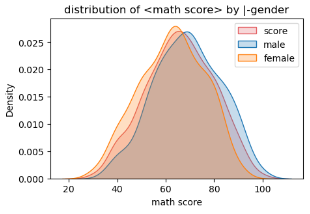 distribution of <math score> by |-gender
score
male
female
0.025
0.020
0.015
0.010
0.005
0.000
Density
20 40 60 80 100
math score